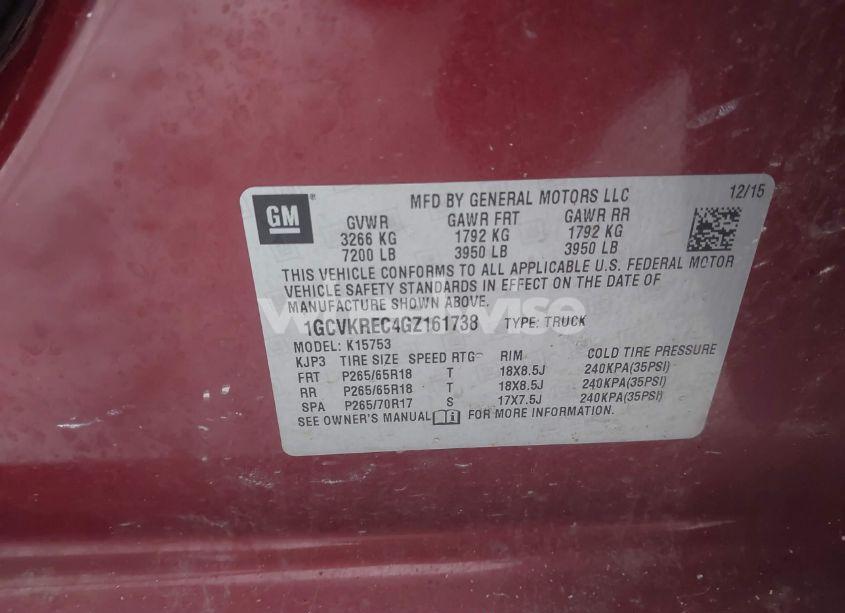 GM
MFD BY GENERAL MOTORS LLC 12/15
GVWR GAWR FRT GAWR RR
3266 KG 1792 KG 1792 KG
7200 LB 3950 LB 3950 LB
THIS VEHICLE CONFORMS TO ALL APPLICABLE U.S. FEDERAL MOTOR
VEHICLE SAFETY STANDARDS IN EFFECT ON THE DATE OF
MANUFACTURE SHOWN ABOVE.
1GCVKREC4GZ161738 TYPE: TRUCK
MODEL: K15753
KJP3 TIRE SIZE SPEED RTG RIM COLD TIRE PRESSURE
FRT P265/65R18 T 18X8.5J 240KPA(35PSI)
RR P265/65R18 T 18X8.5J 240KPA(35PSI)
SPA P265/70R17 S 17X7.5J 240KPA(35PSI)
SEE OWNER'S MANUAL FOR MORE INFORMATION.